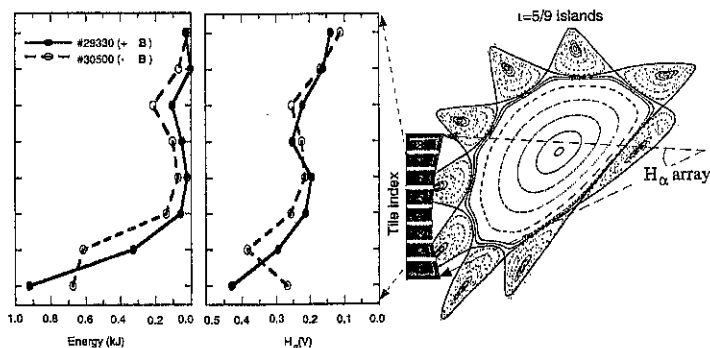 #29330 (+ B)
#30500 (- B)
1.0 0.8 0.6 0.4 0.2 0.0
Energy (kJ)
0.5 0.4 0.3 0.2 0.1 0.0
Hα(V)
Tile index
ι=5/9 islands
Hα array